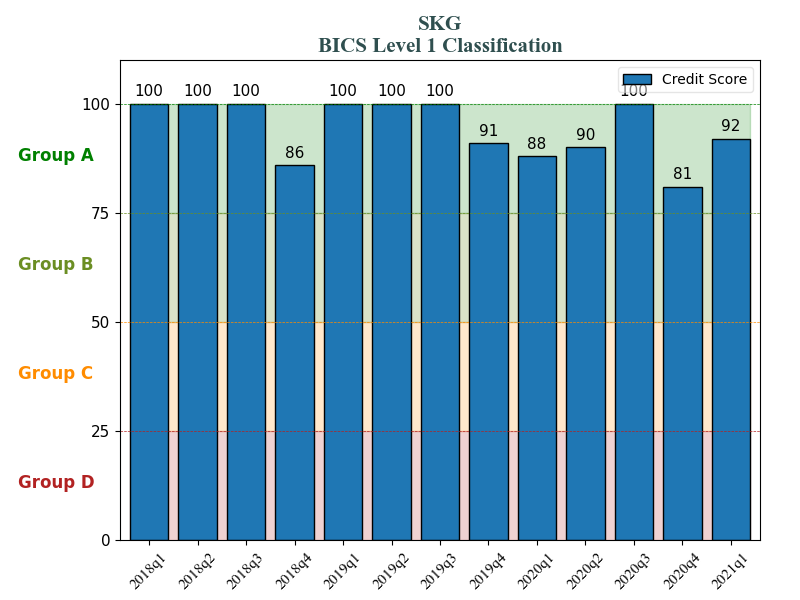 SKG
BICS Level 1 Classification
Credit Score
100 100 100 86 100 100 100 91 88 90 100 81 92
100
Group A
75
Group B
50
Group C
25
Group D
0
2018q1 2018q2 2018q3 2018q4 2019q1 2019q2 2019q3 2019q4 2020q1 2020q2 2020q3 2020q4 2021q1